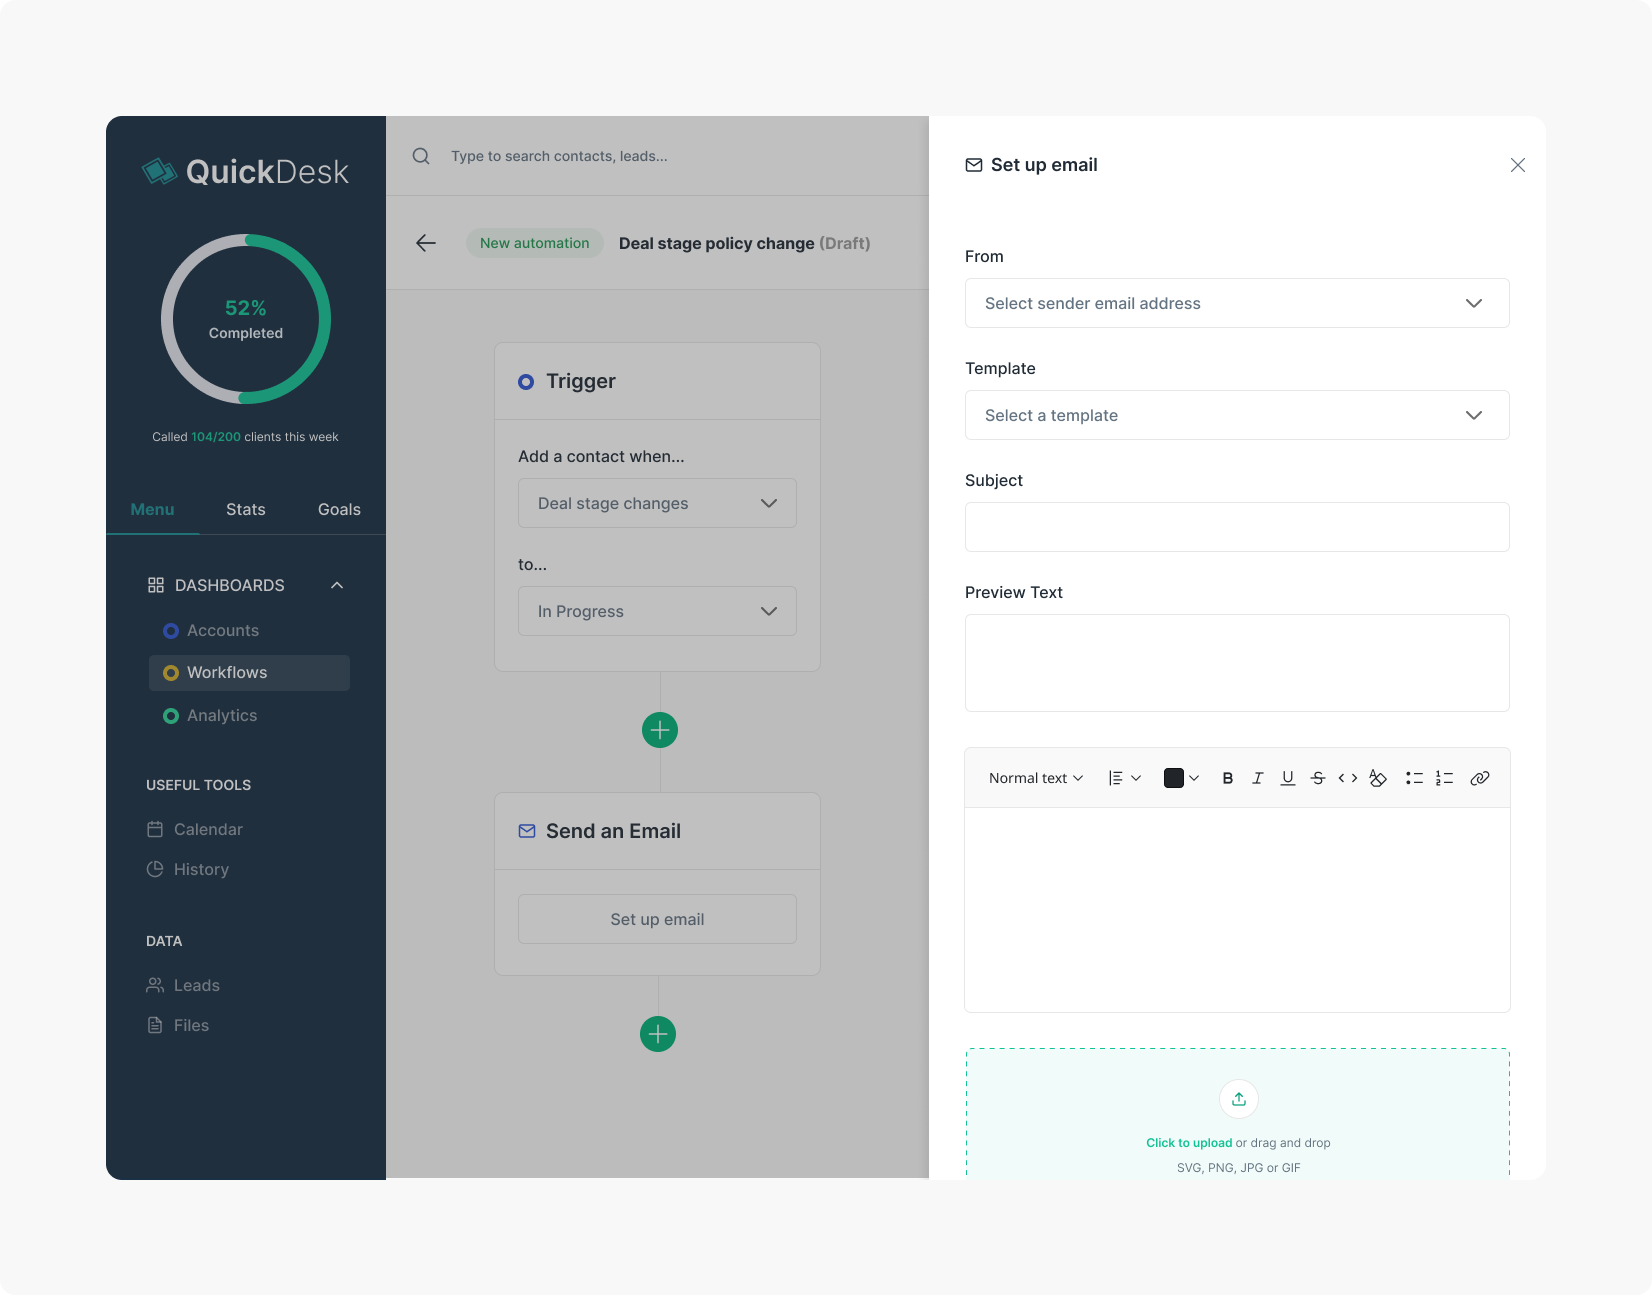 QuickDesk
52%
Completed
Called 104/200 clients this week
Menu
Stats
Goals
DASHBOARDS
Accounts
Workflows
Analytics
USEFUL TOOLS
Calendar
History
DATA
Leads
Files
Type to search contacts, leads...
New automation
Deal stage policy change (Draft)
Trigger
Add a contact when...
Deal stage changes
to...
In Progress
Send an Email
Set up email
Set up email
From
Select sender email address
Template
Select a template
Subject
Preview Text
Normal text
Click to upload or drag and drop
SVG, PNG, JPG or GIF